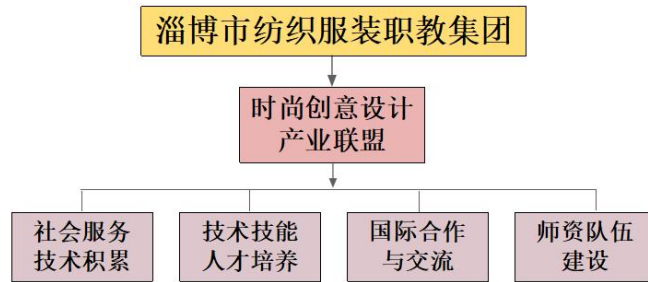 淄博市纺织服装职教集团
时尚创意设计
产业联盟
社会服务
技术积累
技术技能
人才培养
国际合作
与交流
师资队伍
建设